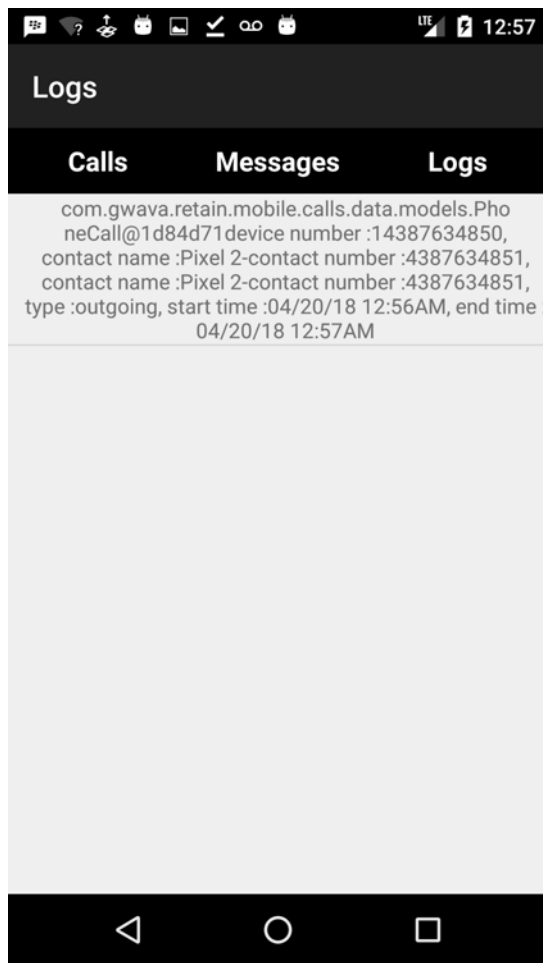 LTE 12:57
Logs
Calls Messages Logs
com.gwava.retain.mobile.calls.data.models.Pho
neCall@1d84d71device number :14387634850,
contact name :Pixel 2-contact number :4387634851,
contact name :Pixel 2-contact number :4387634851,
type :outgoing, start time :04/20/18 12:56AM, end time :
04/20/18 12:57AM